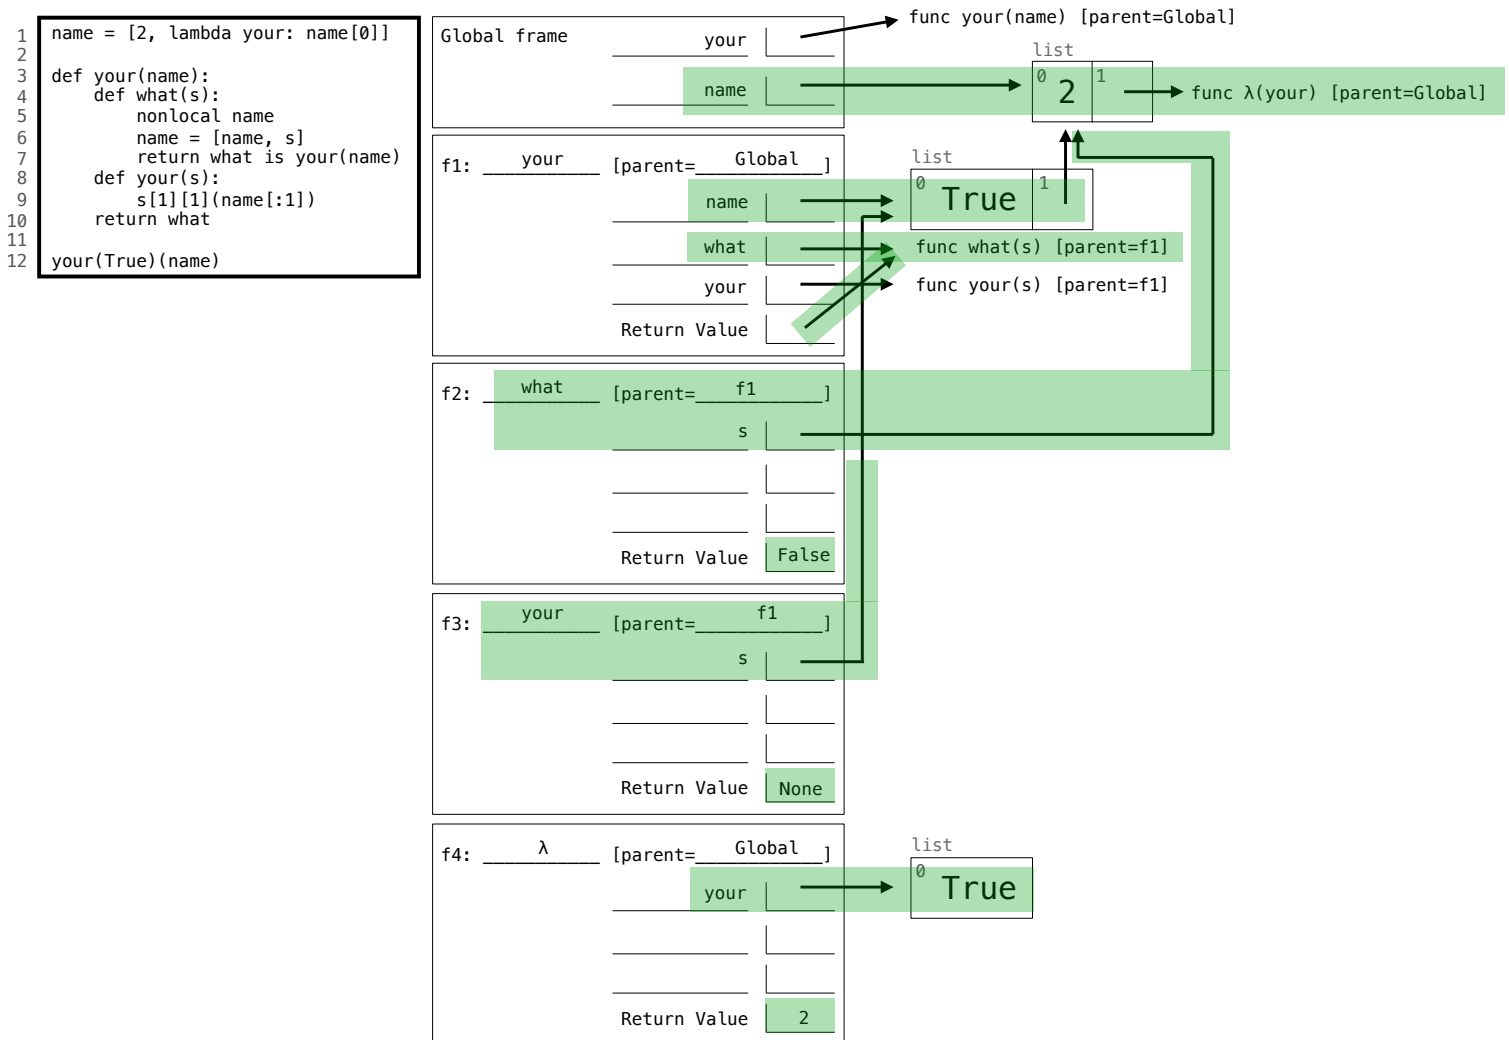 1 name = [2, lambda your: name[0]]
2
3 def your(name):
4     def what(s):
5         nonlocal name
6         name = [name, s]
7         return what is your(name)
8     def your(s):
9         s[1][1](name[:1])
10     return what
11
12 your(True)(name)
Global frame
your
func your(name) [parent=Global]
name
list
0 2 1
func λ(your) [parent=Global]
f1: your [parent=Global]
name
list
0 True 1
what
func what(s) [parent=f1]
your
func your(s) [parent=f1]
Return Value
f2: what [parent=f1]
s
Return Value False
f3: your [parent=f1]
s
Return Value None
f4: λ [parent=Global]
your
list
0 True
Return Value 2